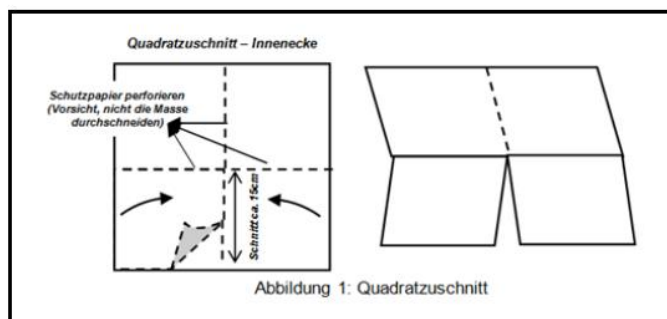 Quadratzuschnitt – Innenecke
Schutzpapier perforieren
(Vorsicht, nicht die Masse
durchschneiden)
Schnitt ca. 15cm
Abbildung 1: Quadratzuschnitt